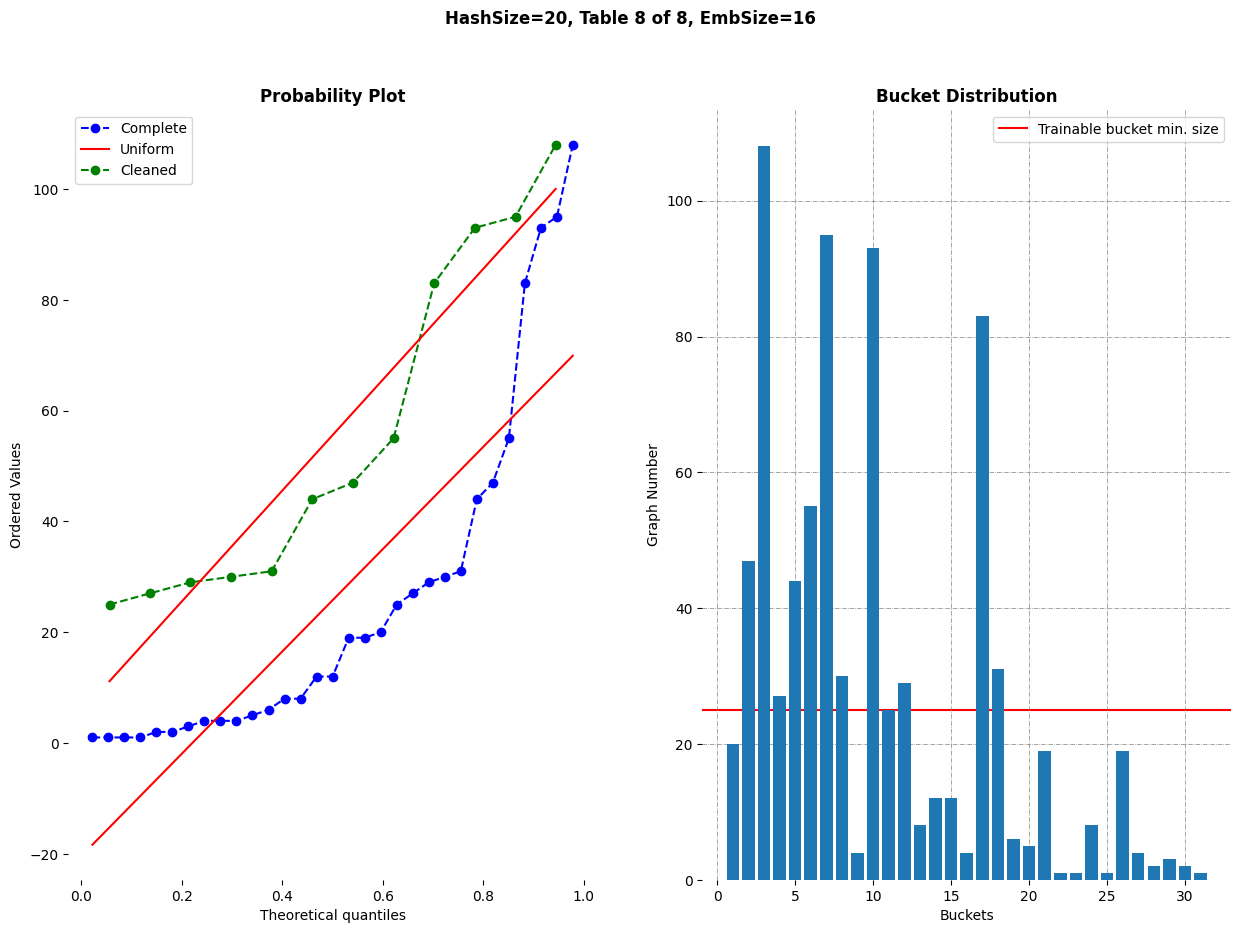 HashSize=20, Table 8 of 8, EmbSize=16
Probability Plot
Complete
Uniform
Cleaned
Ordered Values
100
80
60
40
20
0
−20
0.0 0.2 0.4 0.6 0.8 1.0
Theoretical quantiles
Bucket Distribution
Trainable bucket min. size
Graph Number
100
80
60
40
20
0
0 5 10 15 20 25 30
Buckets